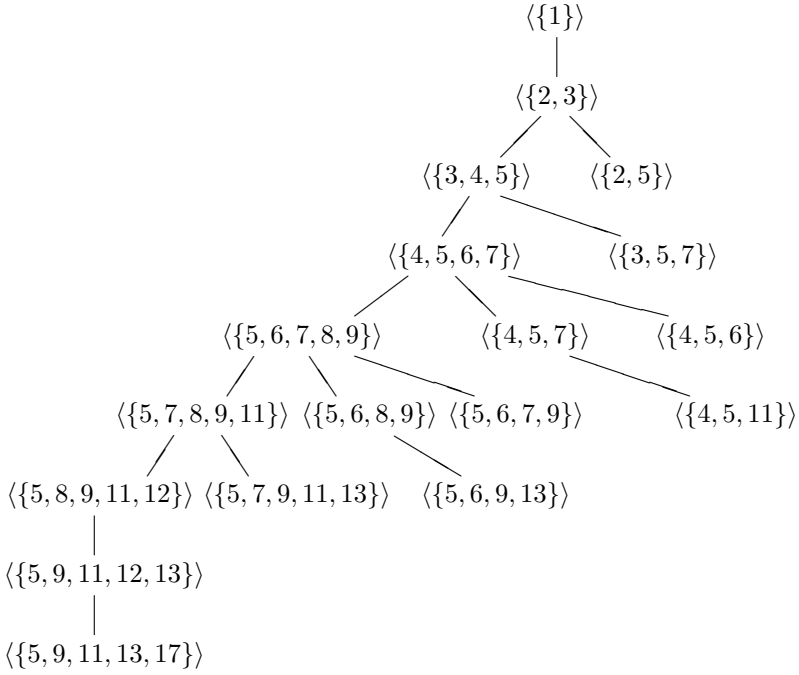 ⟨{1}⟩
⟨{2, 3}⟩
⟨{3, 4, 5}⟩ ⟨{2, 5}⟩
⟨{4, 5, 6, 7}⟩ ⟨{3, 5, 7}⟩
⟨{5, 6, 7, 8, 9}⟩ ⟨{4, 5, 7}⟩ ⟨{4, 5, 6}⟩
⟨{5, 7, 8, 9, 11}⟩ ⟨{5, 6, 8, 9}⟩ ⟨{5, 6, 7, 9}⟩ ⟨{4, 5, 11}⟩
⟨{5, 8, 9, 11, 12}⟩ ⟨{5, 7, 9, 11, 13}⟩ ⟨{5, 6, 9, 13}⟩
⟨{5, 9, 11, 12, 13}⟩
⟨{5, 9, 11, 13, 17}⟩